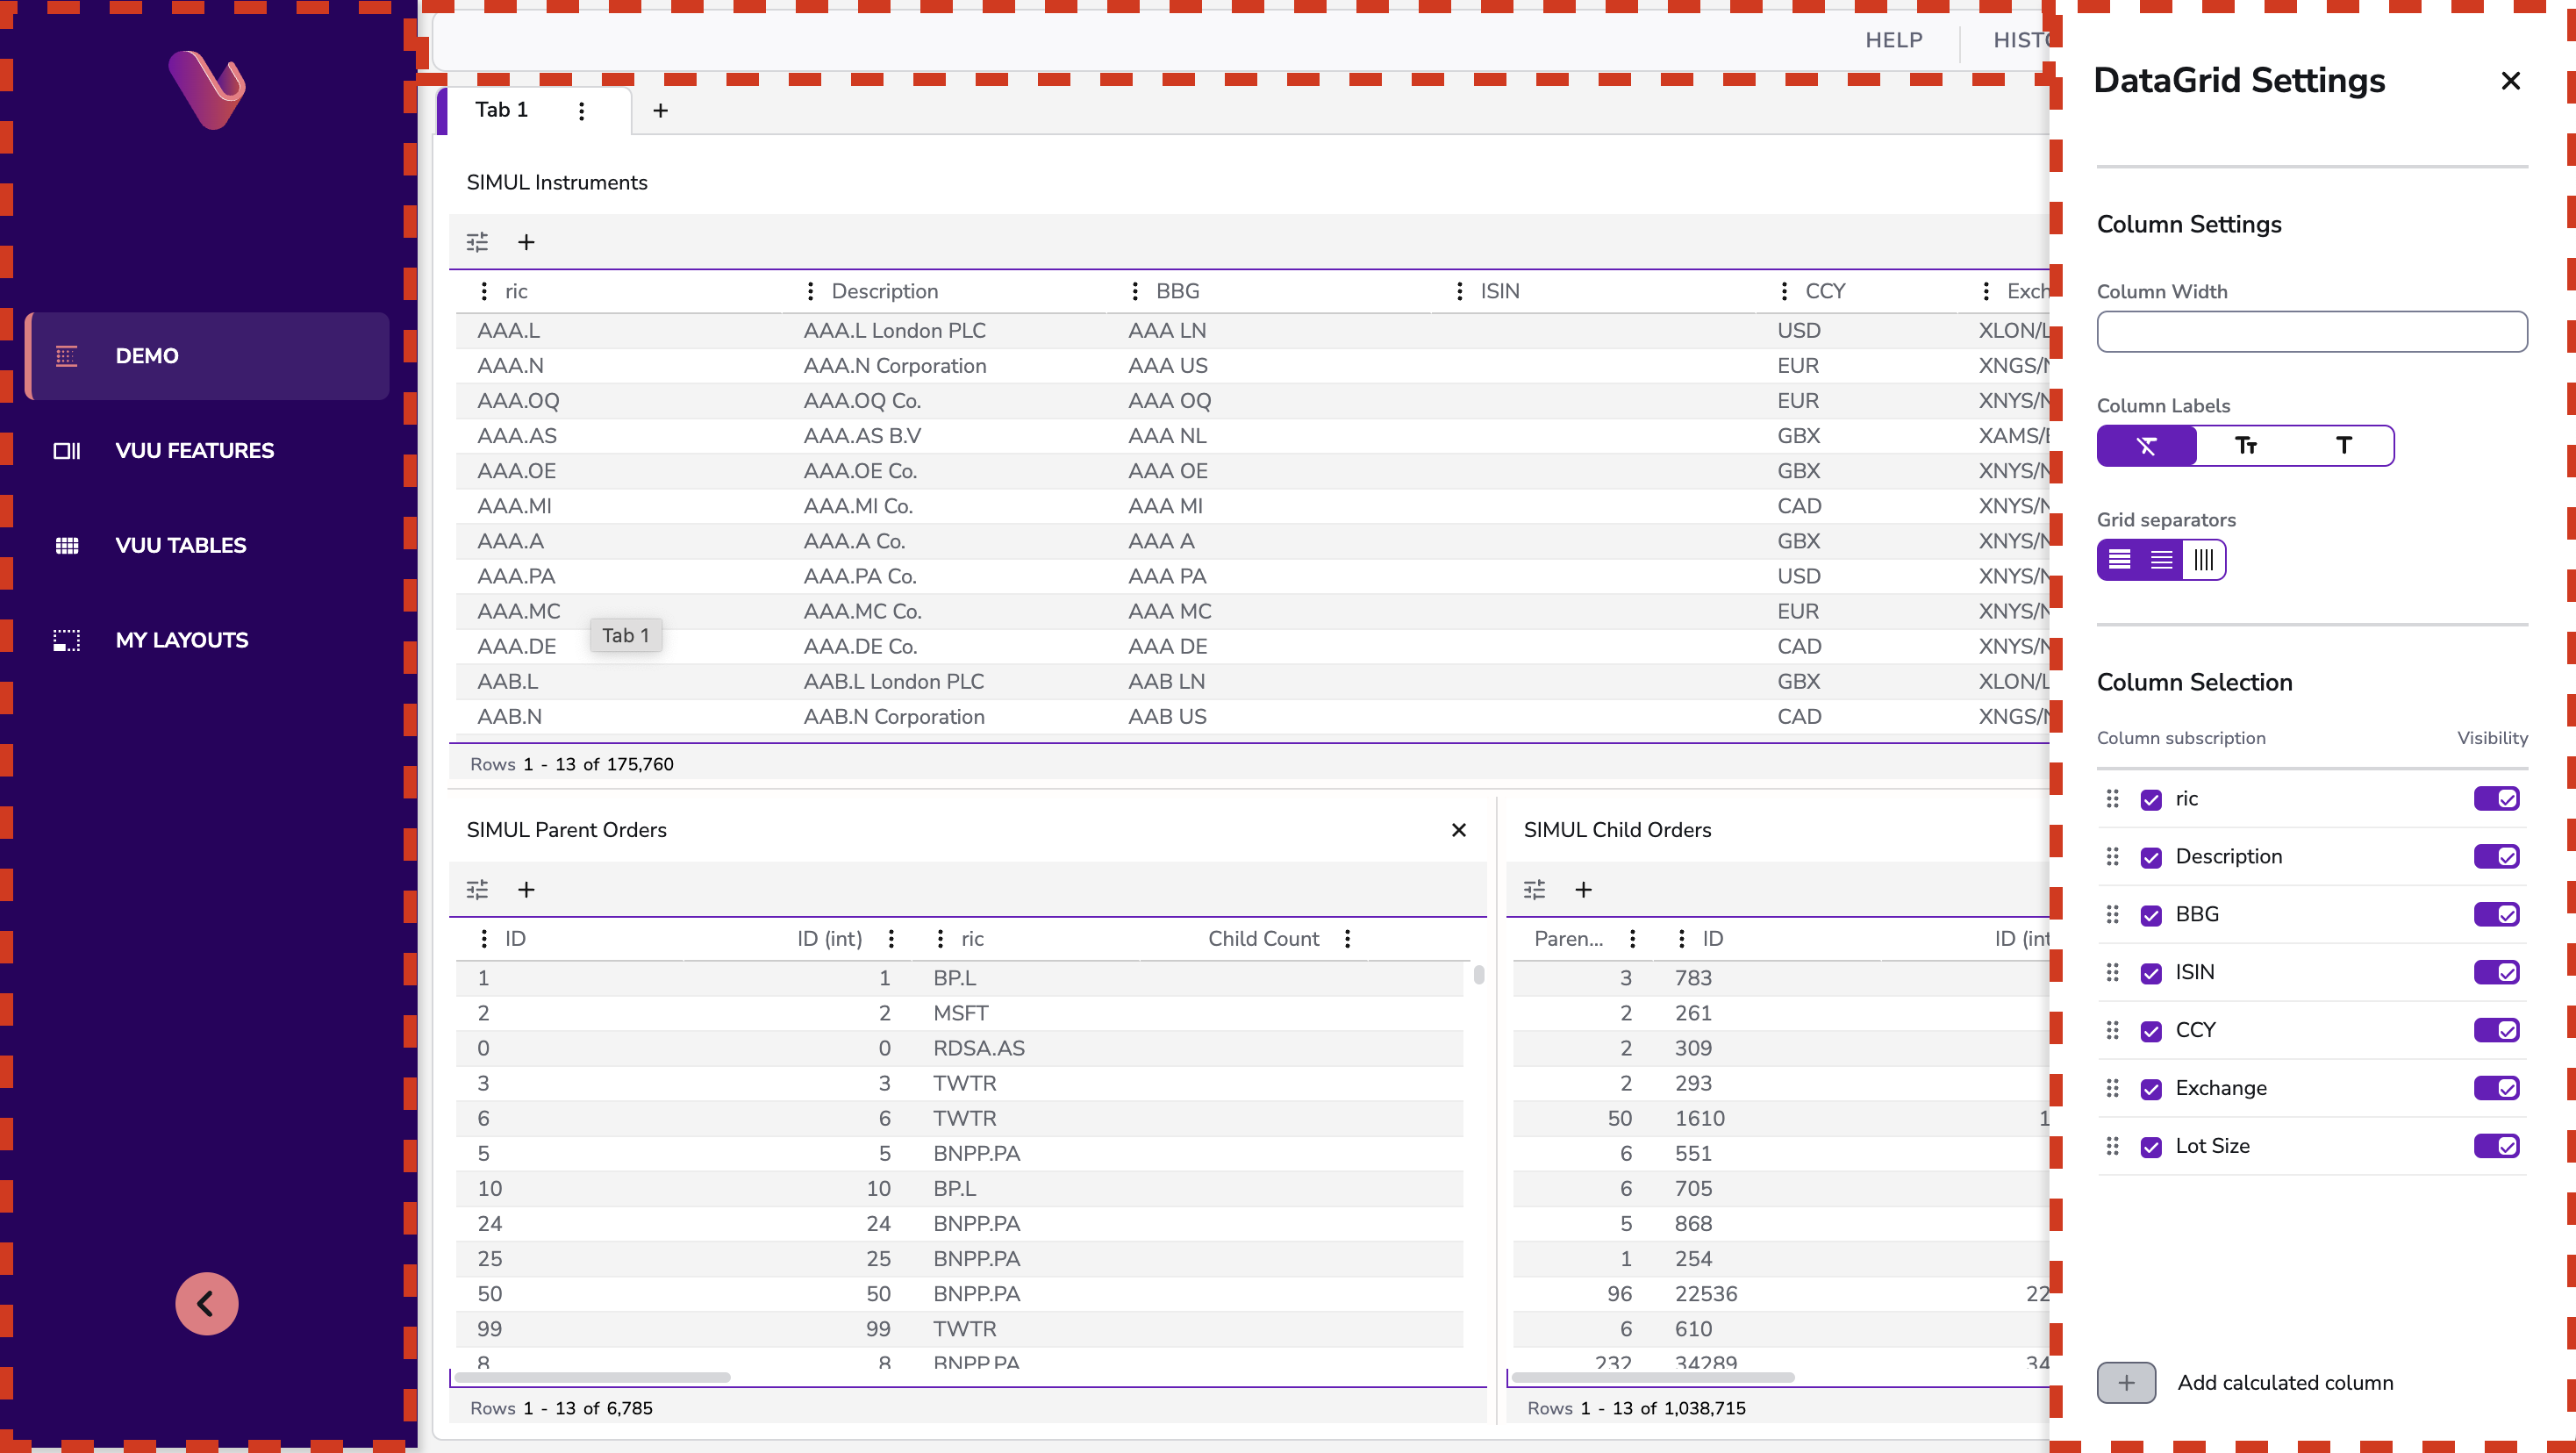 HELP
HISTO
DataGrid Settings
Tab 1
DEMO
VUU FEATURES
VUU TABLES
MY LAYOUTS
SIMUL Instruments
ric Description BBG ISIN CCY Exch
AAA.L AAA.L London PLC AAA LN USD XLON/L
AAA.N AAA.N Corporation AAA US EUR XNGS/N
AAA.OQ AAA.OQ Co. AAA OQ EUR XNYS/N
AAA.AS AAA.AS B.V AAA NL GBX XAMS/E
AAA.OE AAA.OE Co. AAA OE GBX XNYS/N
AAA.MI AAA.MI Co. AAA MI CAD XNYS/N
AAA.A AAA.A Co. AAA A GBX XNYS/N
AAA.PA AAA.PA Co. AAA PA USD XNYS/N
AAA.MC AAA.MC Co. AAA MC EUR XNYS/N
Tab 1
AAA.DE AAA.DE Co. AAA DE CAD XNYS/N
AAB.L AAB.L London PLC AAB LN GBX XLON/L
AAB.N AAB.N Corporation AAB US CAD XNGS/N
Rows 1 - 13 of 175,760
SIMUL Parent Orders
ID ID (int) ric Child Count
1 1 BP.L
2 2 MSFT
0 0 RDSA.AS
3 3 TWTR
6 6 TWTR
5 5 BNPP.PA
10 10 BP.L
24 24 BNPP.PA
25 25 BNPP.PA
50 50 BNPP.PA
99 99 TWTR
8 8 BNPP.PA
Rows 1 - 13 of 6,785
SIMUL Child Orders
Paren... ID ID (int
3 783
2 261
2 309
2 293
50 1610 1
6 551
6 705
5 868
1 254
96 22536 22
6 610
232 34289 34
Rows 1 - 13 of 1,038,715
Column Settings
Column Width
Column Labels
Grid separators
Column Selection
Column subscription Visibility
ric
Description
BBG
ISIN
CCY
Exchange
Lot Size
Add calculated column